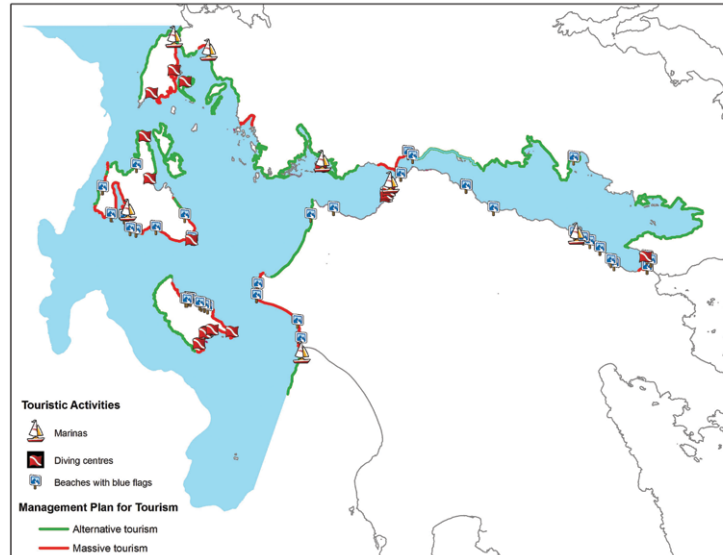 Touristic Activities
Marinas
Diving centres
Beaches with blue flags
Management Plan for Tourism
Alternative tourism
Massive tourism